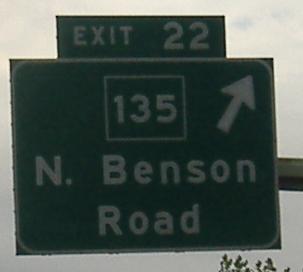 EXIT 22
135
N. Benson
Road